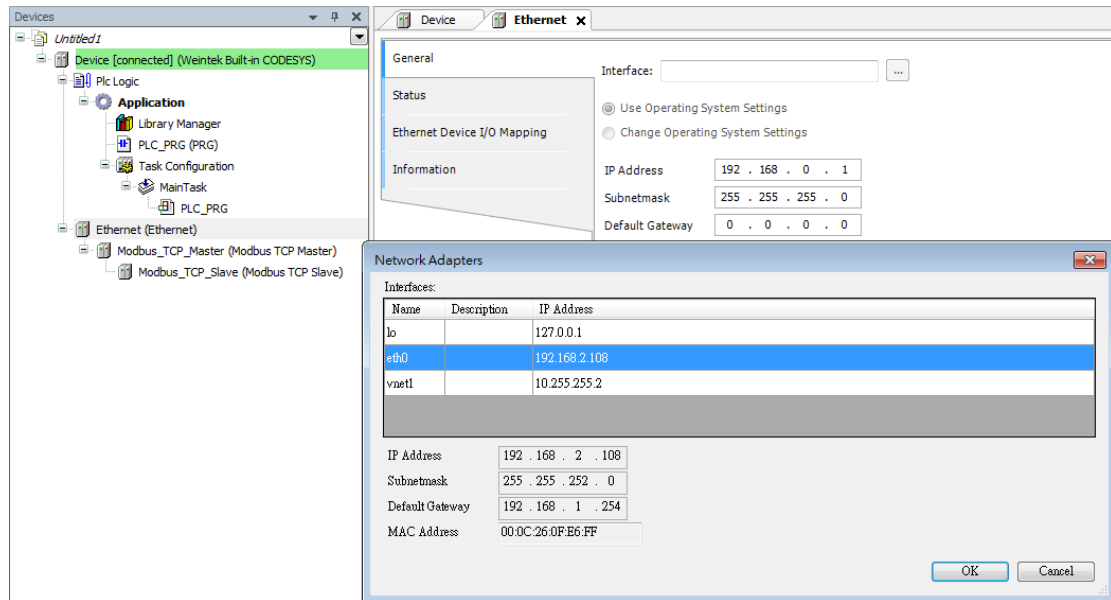 Devices
Untitled1
Device [connected] (Weintek Built-in CODESYS)
Plc Logic
Application
Library Manager
PLC_PRG (PRG)
Task Configuration
MainTask
PLC_PRG
Ethernet (Ethernet)
Modbus_TCP_Master (Modbus TCP Master)
Modbus_TCP_Slave (Modbus TCP Slave)
Device Ethernet
General
Status
Ethernet Device I/O Mapping
Information
Interface: ...
Use Operating System Settings
Change Operating System Settings
IP Address 192 . 168 . 0 . 1
Subnetmask 255 . 255 . 255 . 0
Default Gateway 0 . 0 . 0 . 0
Network Adapters
Interfaces:
Name Description IP Address
lo 127.0.0.1
eth0 192.168.2.108
vnet1 10.255.255.2
IP Address 192 . 168 . 2 . 108
Subnetmask 255 . 255 . 252 . 0
Default Gateway 192 . 168 . 1 . 254
MAC Address 00:0C:26:0F:E6:FF
OK Cancel